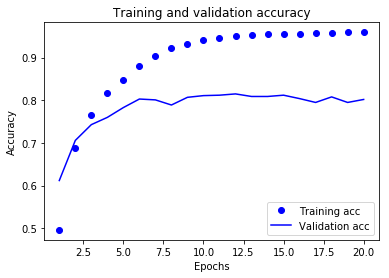 Training and validation accuracy
Accuracy
0.9
0.8
0.7
0.6
0.5
Training acc
Validation acc
2.5 5.0 7.5 10.0 12.5 15.0 17.5 20.0
Epochs